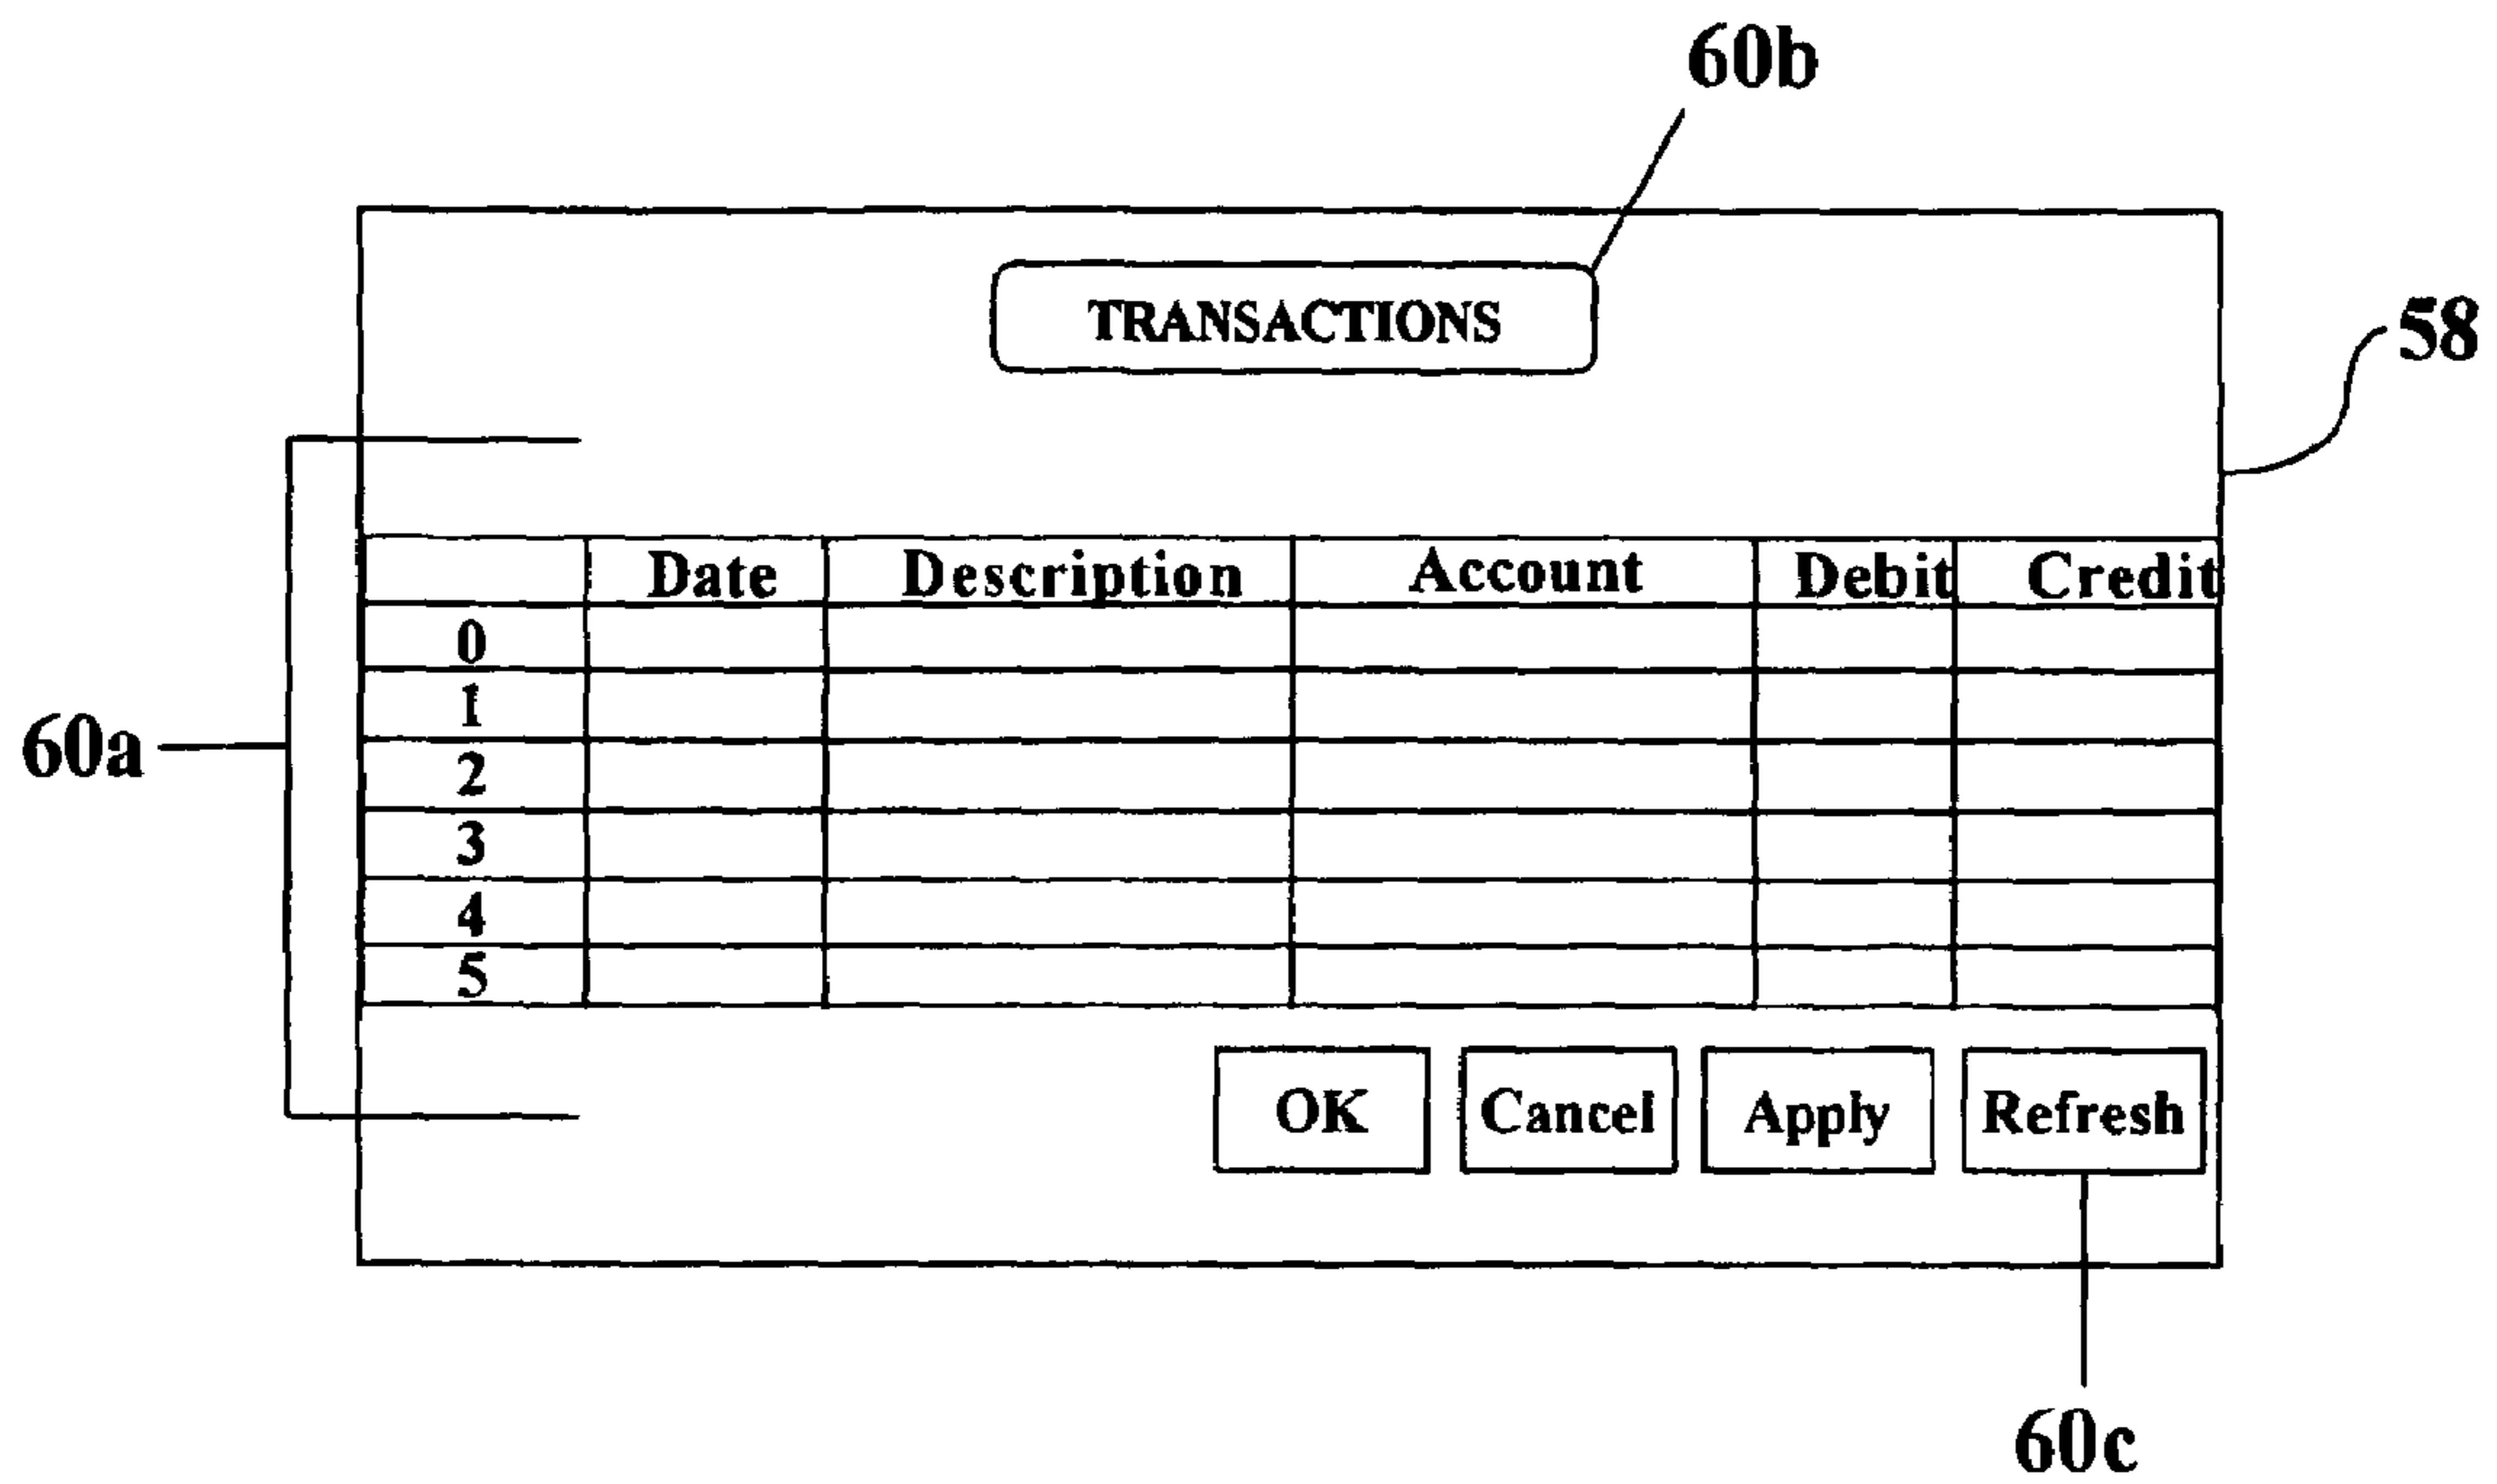 60b
TRANSACTIONS
58
Date Description Account Debit Credit
0
1
60a
2
3
4
5
OK Cancel Apply Refresh
60c